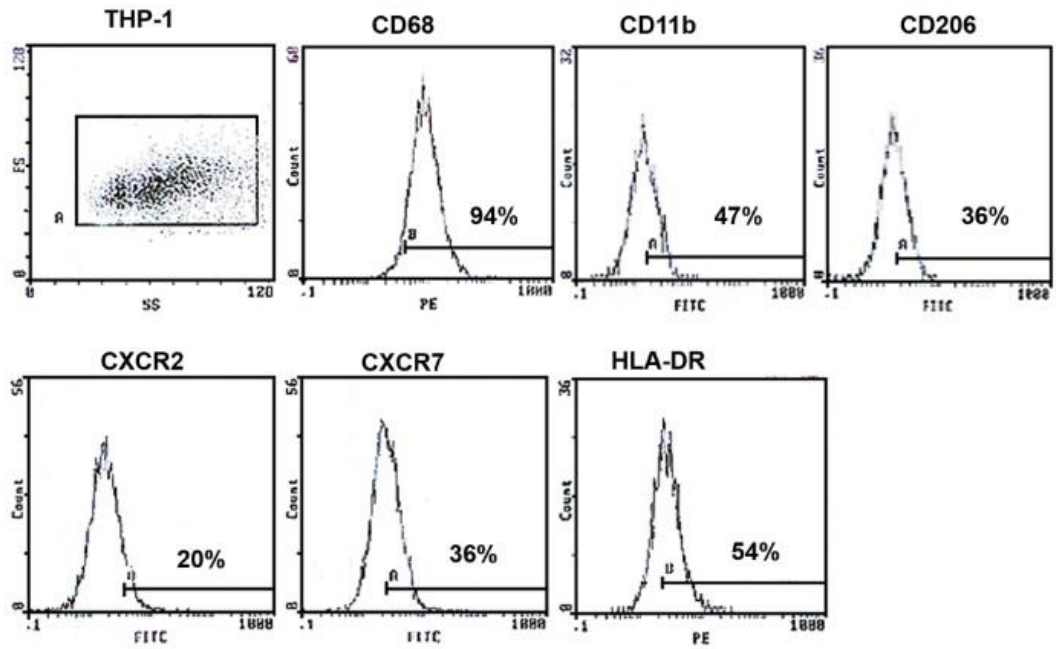 THP-1
CD68
CD11b
CD206
120
FS
A
0
0
SS
120
68
Count
B
94%
0
.1
1000
PE
32
Count
A
47%
0
.1
1000
FITC
36
Count
A
36%
0
.1
1000
FITC
CXCR2
CXCR7
HLA-DR
56
Count
20%
0
.1
1000
FITC
56
Count
A
36%
0
.1
1000
FITC
36
Count
B
54%
0
.1
1000
PE